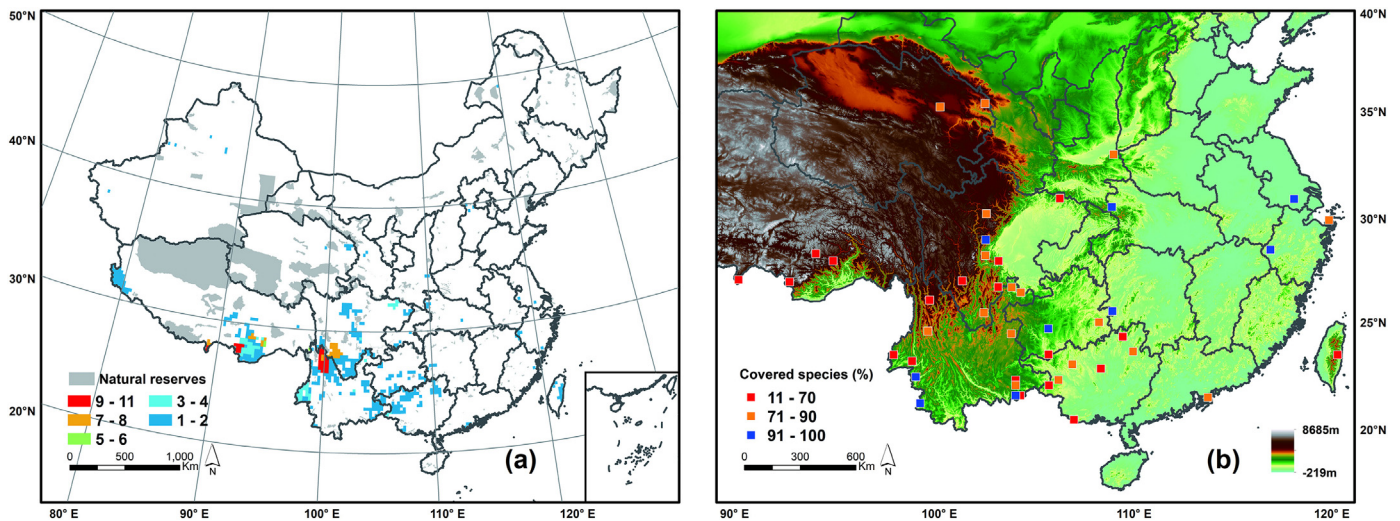 50°N
40°N
30°N
20°N
Natural reserves
9 - 11
3 - 4
7 - 8
1 - 2
5 - 6
0
500
1,000
Km
N
(a)
80° E
90° E
100° E
110° E
120° E
40°N
35°N
30°N
25°N
20°N
Covered species (%)
11 - 70
71 - 90
91 - 100
0
300
600
Km
N
(b)
8685m
-219m
90° E
100° E
110° E
120° E